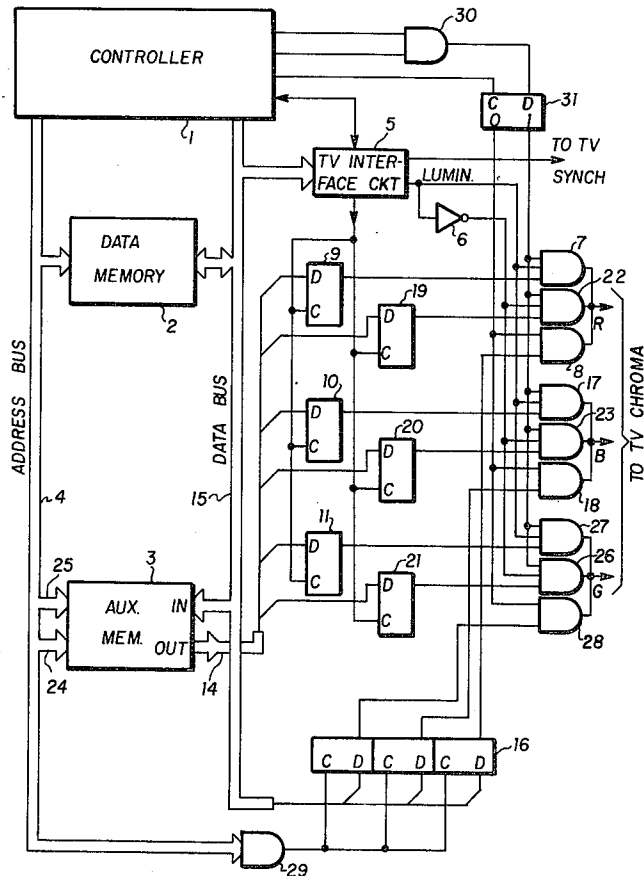 30
CONTROLLER
1
C D
0 1
31
5
TV INTER-
FACE CKT
TO TV
SYNCH
LUMIN.
6
DATA
MEMORY
2
9
D
C
19
D
C
7
22
R
8
10
D
C
20
D
C
17
23
B
18
11
D
C
21
D
C
27
26
G
28
TO TV CHROMA
ADDRESS BUS
4
DATA BUS
15
25
3
AUX.
MEM.
IN
OUT
24
14
C D C D C D
16
29